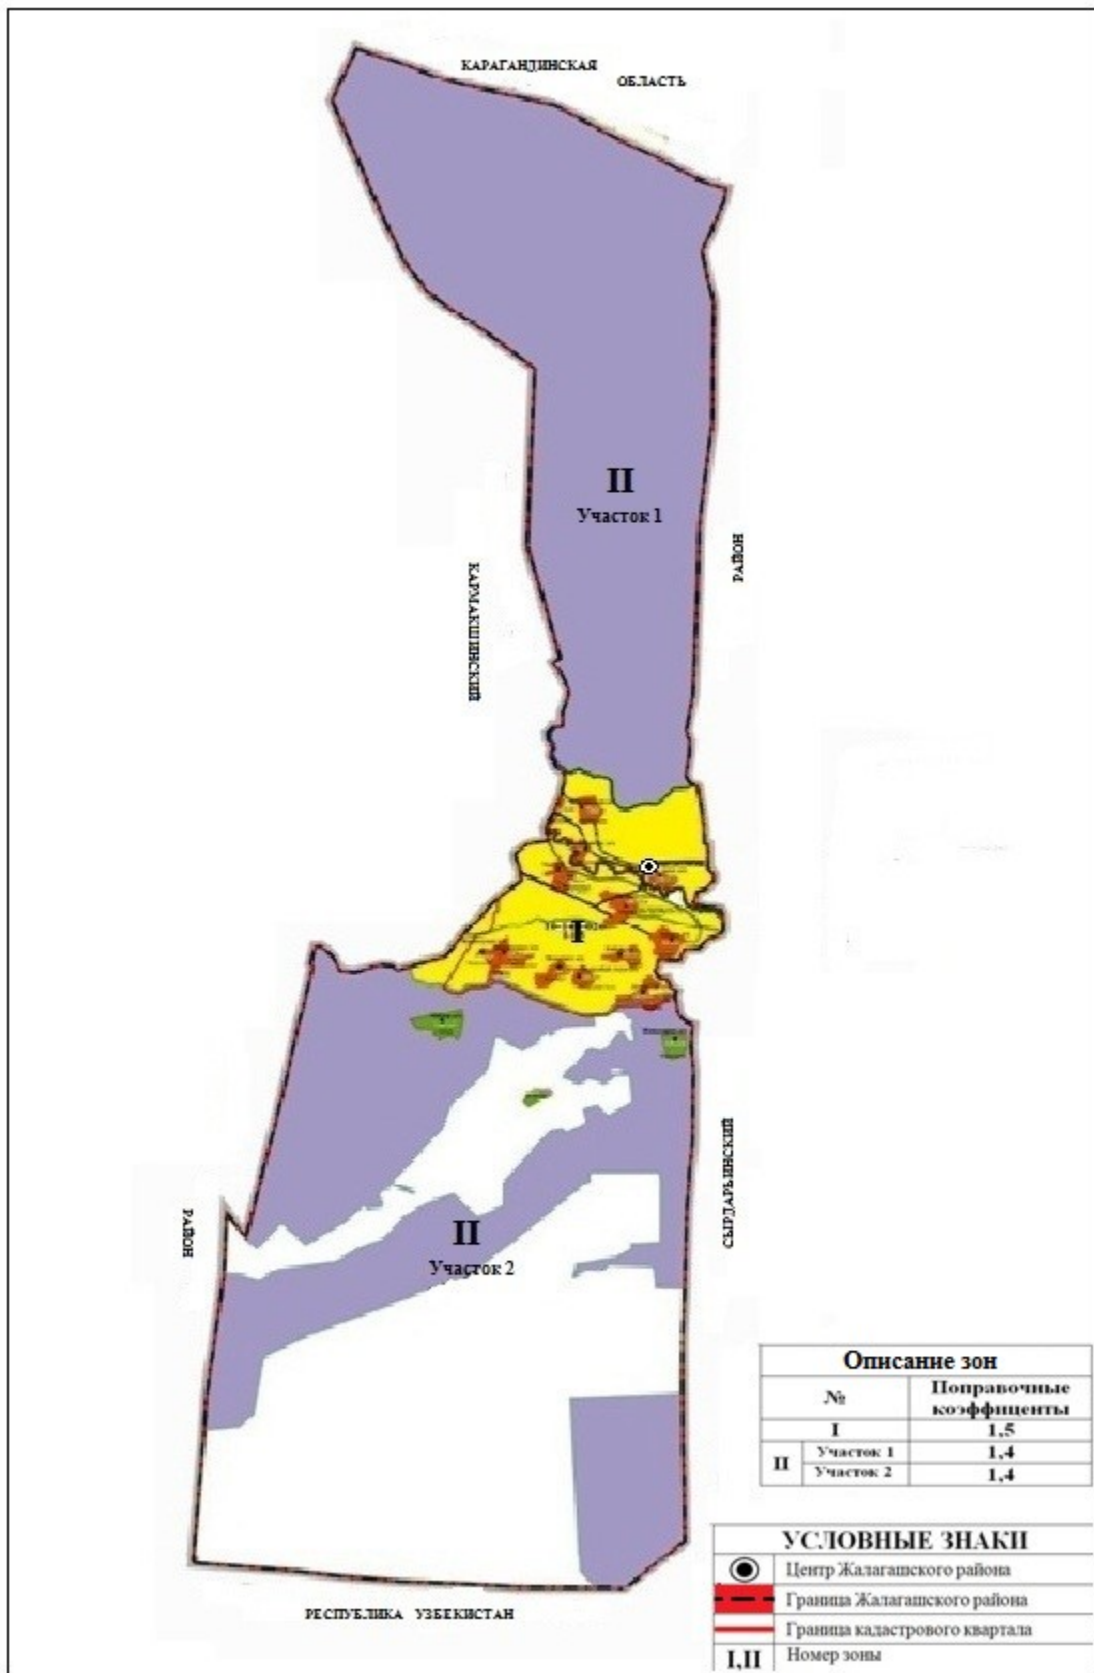 КАРАГАНДИНСКАЯ
ОБЛАСТЬ
II
Участок 1
КАРМАКШИНСКИЙ
РАЙОН
I
РАЙОН
II
Участок 2
СЫРДАРЬИНСКИЙ
РЕСПУБЛИКА УЗБЕКИСТАН
Описание зон
№ Поправочные
коэффиценты
I 1,5
II Участок 1 1,4
Участок 2 1,4
УСЛОВНЫЕ ЗНАКИ
Центр Жалагашского района
Граница Жалагашского района
Граница кадастрового квартала
I,II Номер зоны